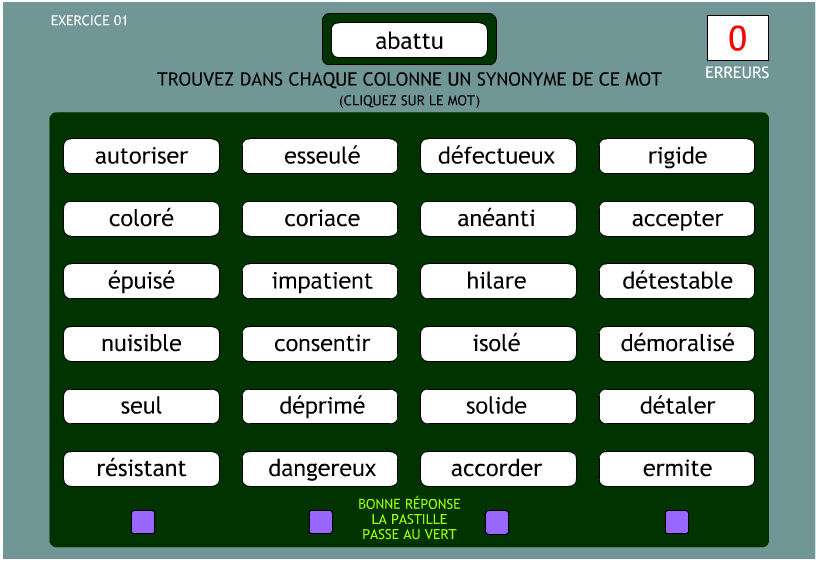 EXERCICE 01
abattu
0
ERREURS
TROUVEZ DANS CHAQUE COLONNE UN SYNONYME DE CE MOT
(CLIQUEZ SUR LE MOT)
autoriser esseulé défectueux rigide
coloré coriace anéanti accepter
épuisé impatient hilare détestable
nuisible consentir isolé démoralisé
seul déprimé solide détaler
résistant dangereux accorder ermite
BONNE RÉPONSE
LA PASTILLE
PASSE AU VERT